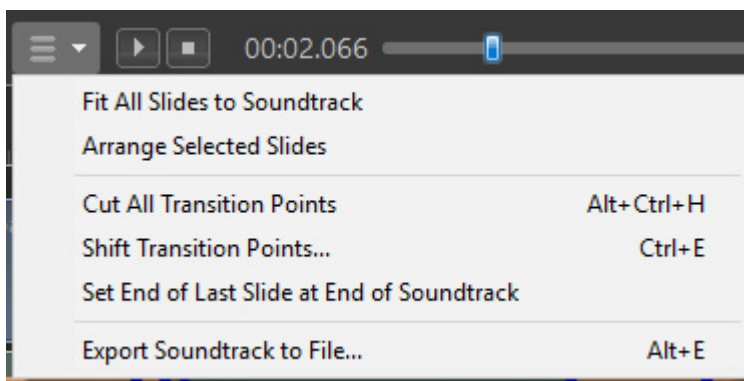 00:02.066
Fit All Slides to Soundtrack
Arrange Selected Slides
Cut All Transition Points Alt+Ctrl+H
Shift Transition Points... Ctrl+E
Set End of Last Slide at End of Soundtrack
Export Soundtrack to File... Alt+E